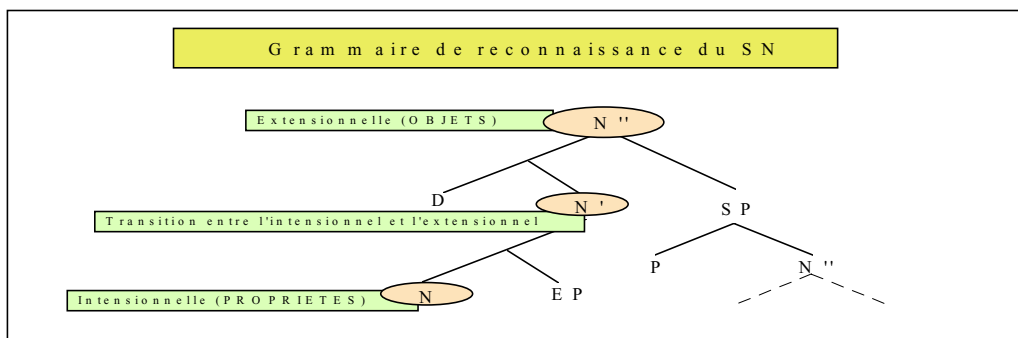 Grammaire de reconnaissance du SN
Extensionnelle (OBJETS)
N ''
D
N '
Transition entre l'intensionnel et l'extensionnel
SP
P
N ''
Intensionnelle (PROPRIETES)
N
EP